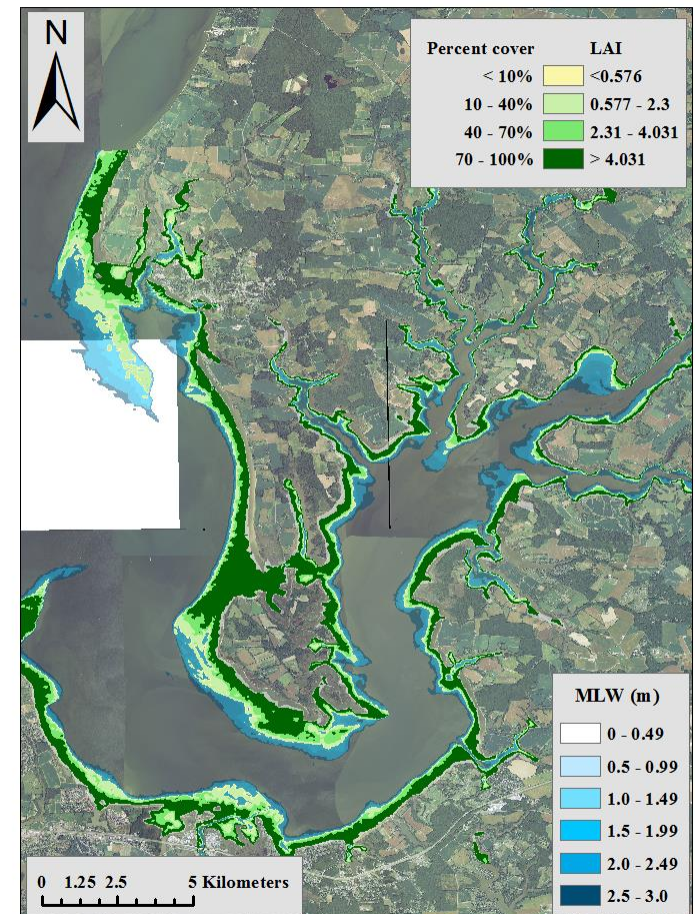 N
Percent cover LAI
< 10% <0.576
10 - 40% 0.577 - 2.3
40 - 70% 2.31 - 4.031
70 - 100% > 4.031
MLW (m)
0 - 0.49
0.5 - 0.99
1.0 - 1.49
1.5 - 1.99
2.0 - 2.49
2.5 - 3.0
0 1.25 2.5 5 Kilometers